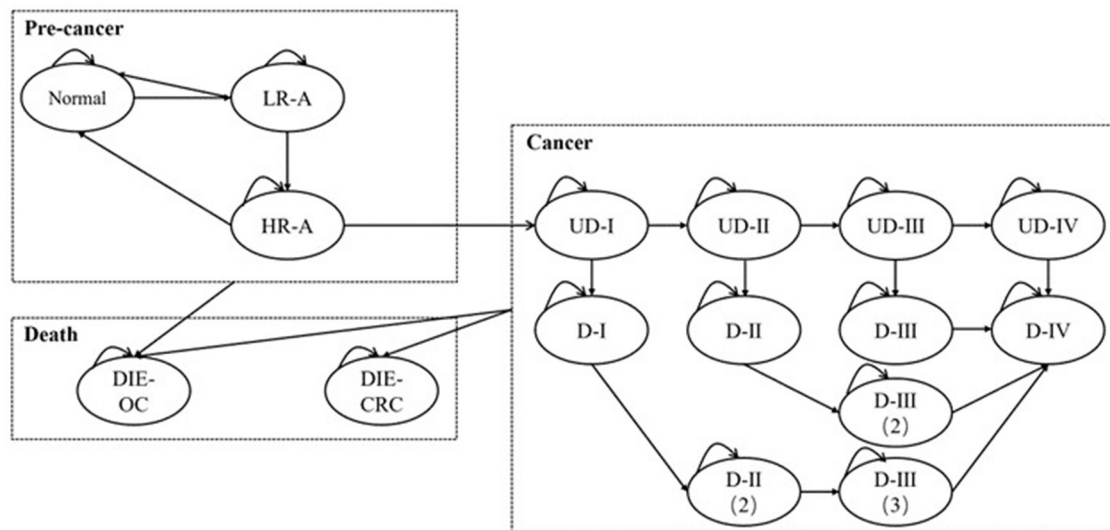 Pre-cancer
Normal
LR-A
HR-A
Death
DIE-
OC
DIE-
CRC
Cancer
UD-I
UD-II
UD-III
UD-IV
D-I
D-II
D-III
D-IV
D-III
(2)
D-II
(2)
D-III
(3)